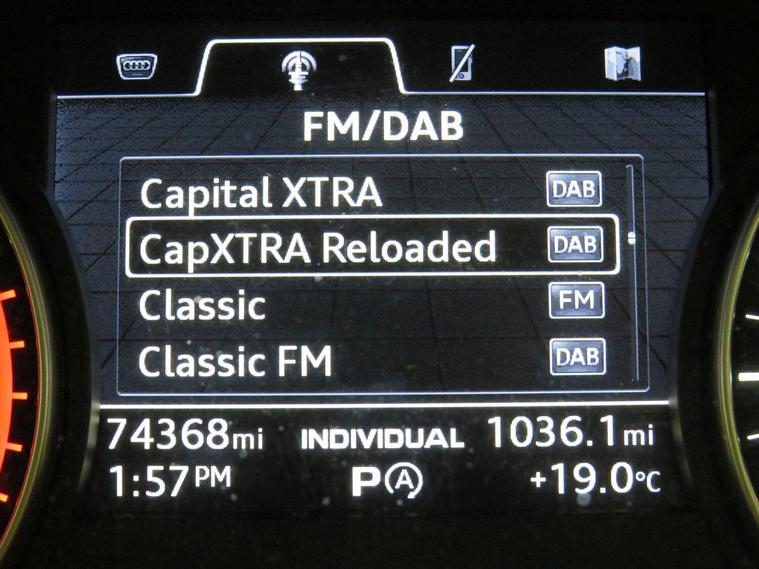 FM/DAB
Capital XTRA DAB
CapXTRA Reloaded DAB
Classic FM
Classic FM DAB
74368mi INDIVIDUAL 1036.1mi
1:57PM P A +19.0°C